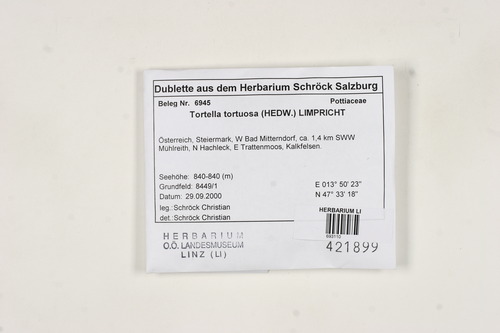 Dublette aus dem Herbarium Schröck Salzburg
Beleg Nr. 6945 Pottiaceae
Tortella tortuosa (HEDW.) LIMPRICHT
Österreich, Steiermark, W Bad Mitterndorf, ca. 1,4 km SWW
Mühlreith, N Hachleck, E Trattenmoos, Kalkfelsen.
Seehöhe: 840-840 (m)
Grundfeld: 8449/1 E 013° 50' 23"
Datum: 29.09.2000 N 47° 33' 18"
leg.: Schröck Christian
det.: Schröck Christian
HERBARIUM LI
HERBARIUM
O.Ö. LANDESMUSEUM
LINZ (LI)
421899